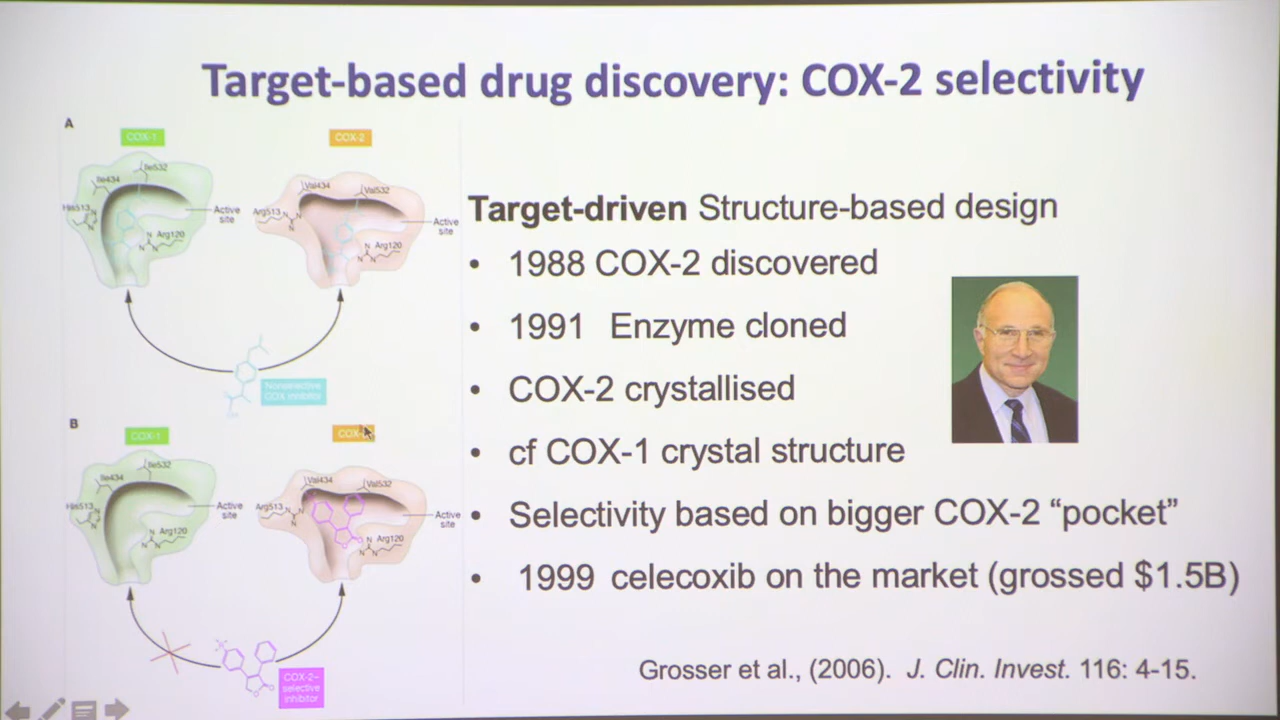 Target-based drug discovery: COX-2 selectivity
A
COX-1
COX-2
Ile434
Ile532
His513
Active
site
Arg120
Val434
Val532
Arg513
Active
site
Arg120
Nonselective
COX inhibitor
B
COX-1
COX-
Ile434
Ile532
His513
Active
site
Arg120
Val434
Val532
Arg513
Active
site
Arg120
COX-2–
selective
inhibitor
Target-driven Structure-based design
• 1988 COX-2 discovered
• 1991 Enzyme cloned
• COX-2 crystallised
• cf COX-1 crystal structure
• Selectivity based on bigger COX-2 “pocket”
• 1999 celecoxib on the market (grossed $1.5B)
Grosser et al., (2006). J. Clin. Invest. 116: 4-15.